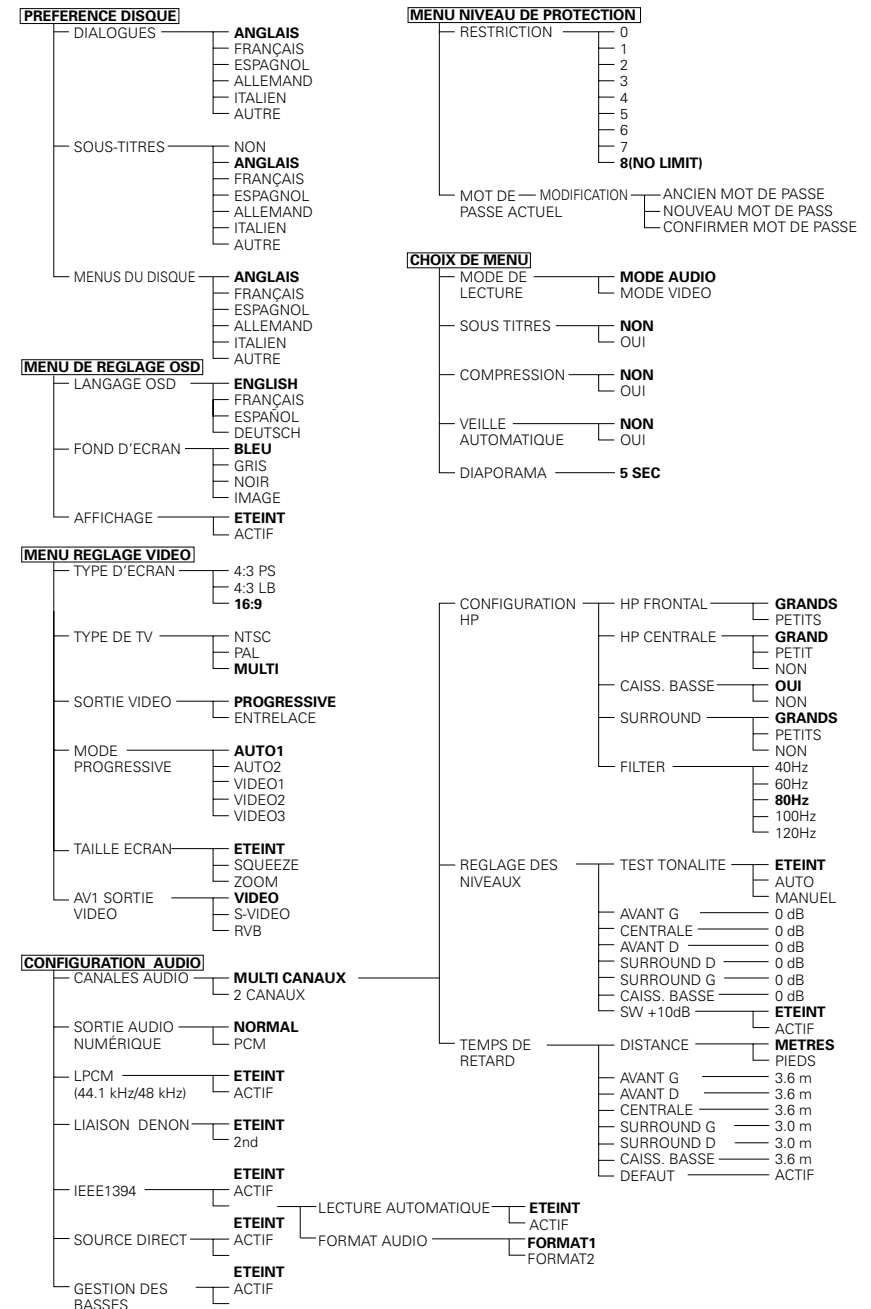 PREFERENCE DISQUE
DIALOGUES
ANGLAIS
FRANÇAIS
ESPAGNOL
ALLEMAND
ITALIEN
AUTRE
SOUS-TITRES
NON
ANGLAIS
FRANÇAIS
ESPAGNOL
ALLEMAND
ITALIEN
AUTRE
MENUS DU DISQUE
ANGLAIS
FRANÇAIS
ESPAGNOL
ALLEMAND
ITALIEN
AUTRE
MENU DE REGLAGE OSD
LANGAGE OSD
ENGLISH
FRANÇAIS
ESPAÑOL
DEUTSCH
FOND D'ECRAN
BLEU
GRIS
NOIR
IMAGE
AFFICHAGE
ETEINT
ACTIF
MENU REGLAGE VIDEO
TYPE D'ECRAN
4:3 PS
4:3 LB
16:9
TYPE DE TV
NTSC
PAL
MULTI
SORTIE VIDEO
PROGRESSIVE
ENTRELACE
MODE
PROGRESSIVE
AUTO1
AUTO2
VIDEO1
VIDEO2
VIDEO3
TAILLE ECRAN
ETEINT
SQUEEZE
ZOOM
AV1 SORTIE
VIDEO
VIDEO
S-VIDEO
RVB
CONFIGURATION AUDIO
CANALES AUDIO
MULTI CANAUX
2 CANAUX
SORTIE AUDIO
NUMÉRIQUE
NORMAL
PCM
LPCM
(44.1 kHz/48 kHz)
ETEINT
ACTIF
LIAISON DENON
ETEINT
2nd
IEEE1394
ETEINT
ACTIF
LECTURE AUTOMATIQUE
ETEINT
ACTIF
FORMAT AUDIO
FORMAT1
FORMAT2
SOURCE DIRECT
ETEINT
ACTIF
GESTION DES
BASSES
ETEINT
ACTIF
MENU NIVEAU DE PROTECTION
RESTRICTION
0
1
2
3
4
5
6
7
8(NO LIMIT)
MOT DE
PASSE ACTUEL
MODIFICATION
ANCIEN MOT DE PASSE
NOUVEAU MOT DE PASS
CONFIRMER MOT DE PASSE
CHOIX DE MENU
MODE DE
LECTURE
MODE AUDIO
MODE VIDEO
SOUS TITRES
NON
OUI
COMPRESSION
NON
OUI
VEILLE
AUTOMATIQUE
NON
OUI
DIAPORAMA
5 SEC
CONFIGURATION
HP
HP FRONTAL
GRANDS
PETITS
HP CENTRALE
GRAND
PETIT
NON
CAISS. BASSE
OUI
NON
SURROUND
GRANDS
PETITS
NON
FILTER
40Hz
60Hz
80Hz
100Hz
120Hz
REGLAGE DES
NIVEAUX
TEST TONALITE
ETEINT
AUTO
MANUEL
AVANT G 0 dB
CENTRALE 0 dB
AVANT D 0 dB
SURROUND D 0 dB
SURROUND G 0 dB
CAISS. BASSE 0 dB
SW +10dB
ETEINT
ACTIF
TEMPS DE
RETARD
DISTANCE
METRES
PIEDS
AVANT G 3.6 m
AVANT D 3.6 m
CENTRALE 3.6 m
SURROUND G 3.0 m
SURROUND D 3.0 m
CAISS. BASSE 3.6 m
DEFAUT ACTIF